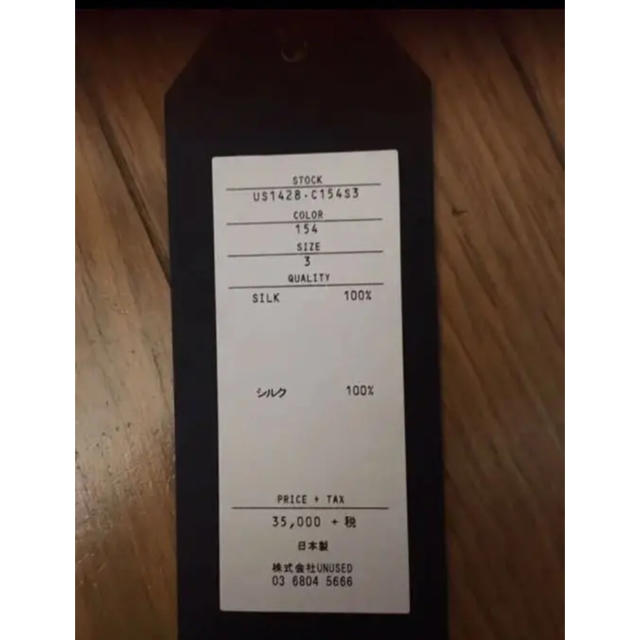 STOCK
US1428-C154S3
COLOR
154
SIZE
3
QUALITY
SILK 100%
シルク 100%
PRICE + TAX
35,000 + 税
日本製
株式会社UNUSED
03 6804 5666